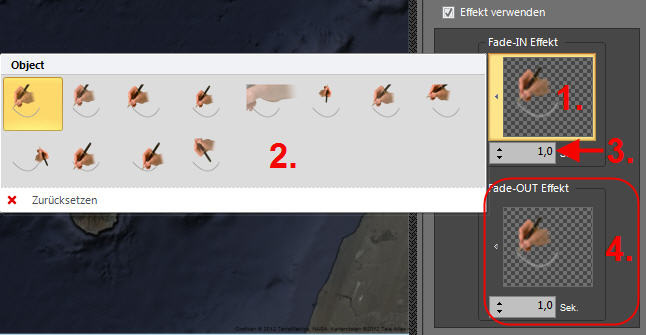 Effekt verwenden
Fade-IN Effekt
1.
1,0
3.
Object
2.
Zurücksetzen
Fade-OUT Effekt
4.
1,0 Sek.